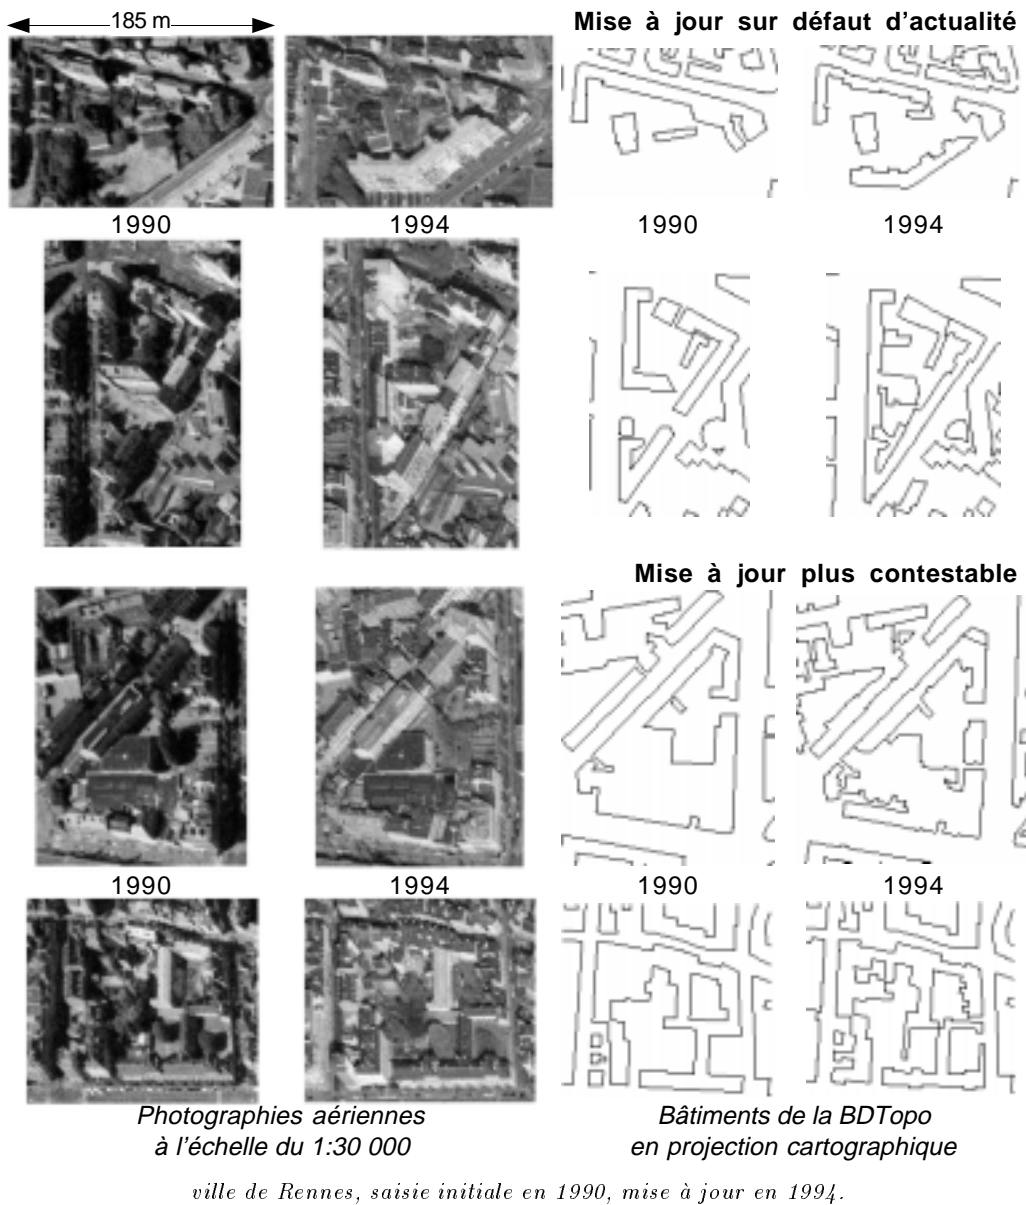 185 m
Mise à jour sur défaut d'actualité
1990
1994
1990
1994
Mise à jour plus contestable
1990
1994
1990
1994
Photographies aériennes
à l'échelle du 1:30 000
Bâtiments de la BDTopo
en projection cartographique
ville de Rennes, saisie initiale en 1990, mise à jour en 1994.